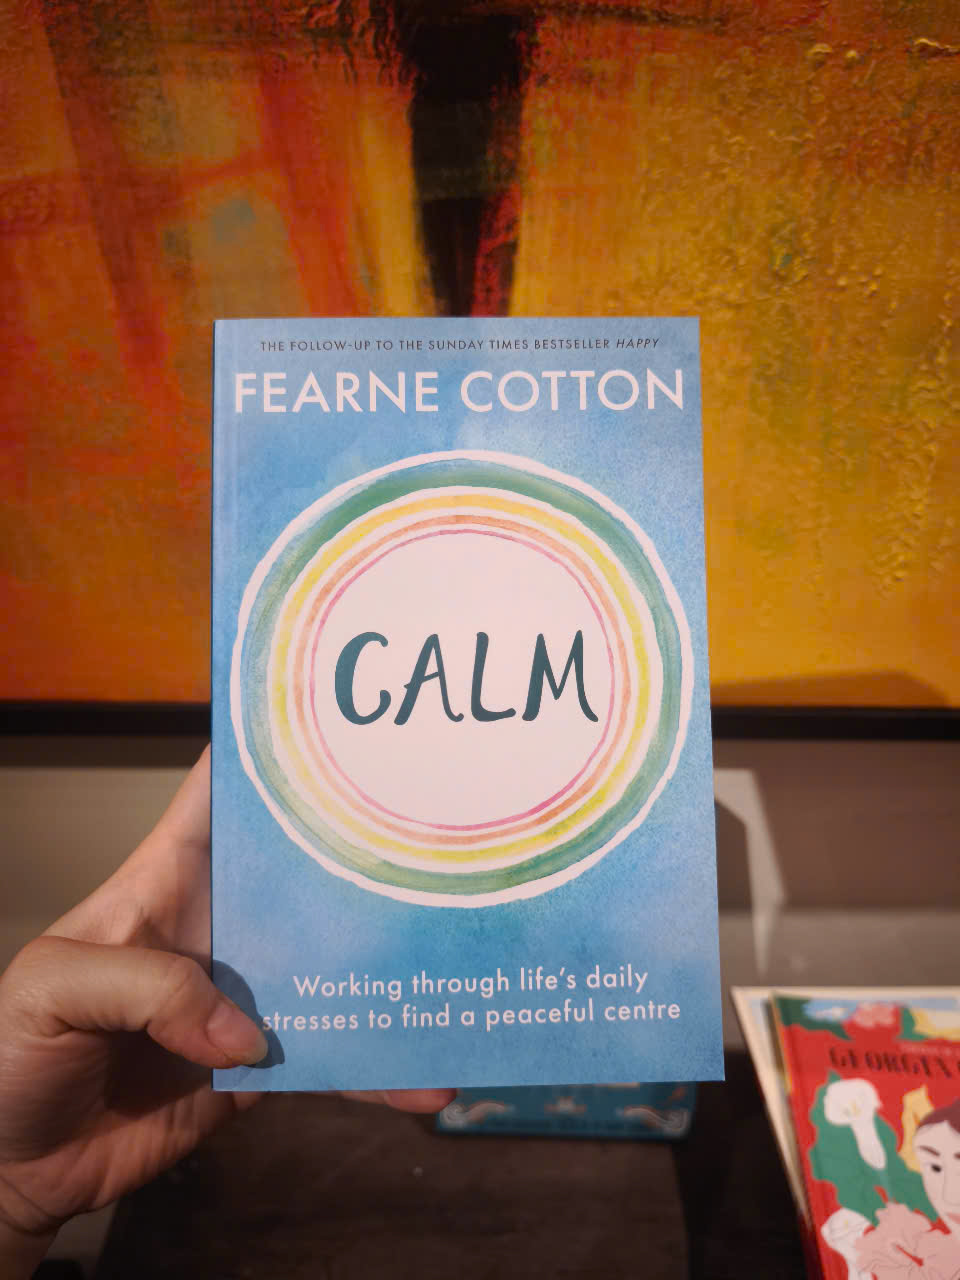 THE FOLLOW-UP TO THE SUNDAY TIMES BESTSELLER HAPPY
FEARNE COTTON
CALM
Working through life's daily
stresses to find a peaceful centre